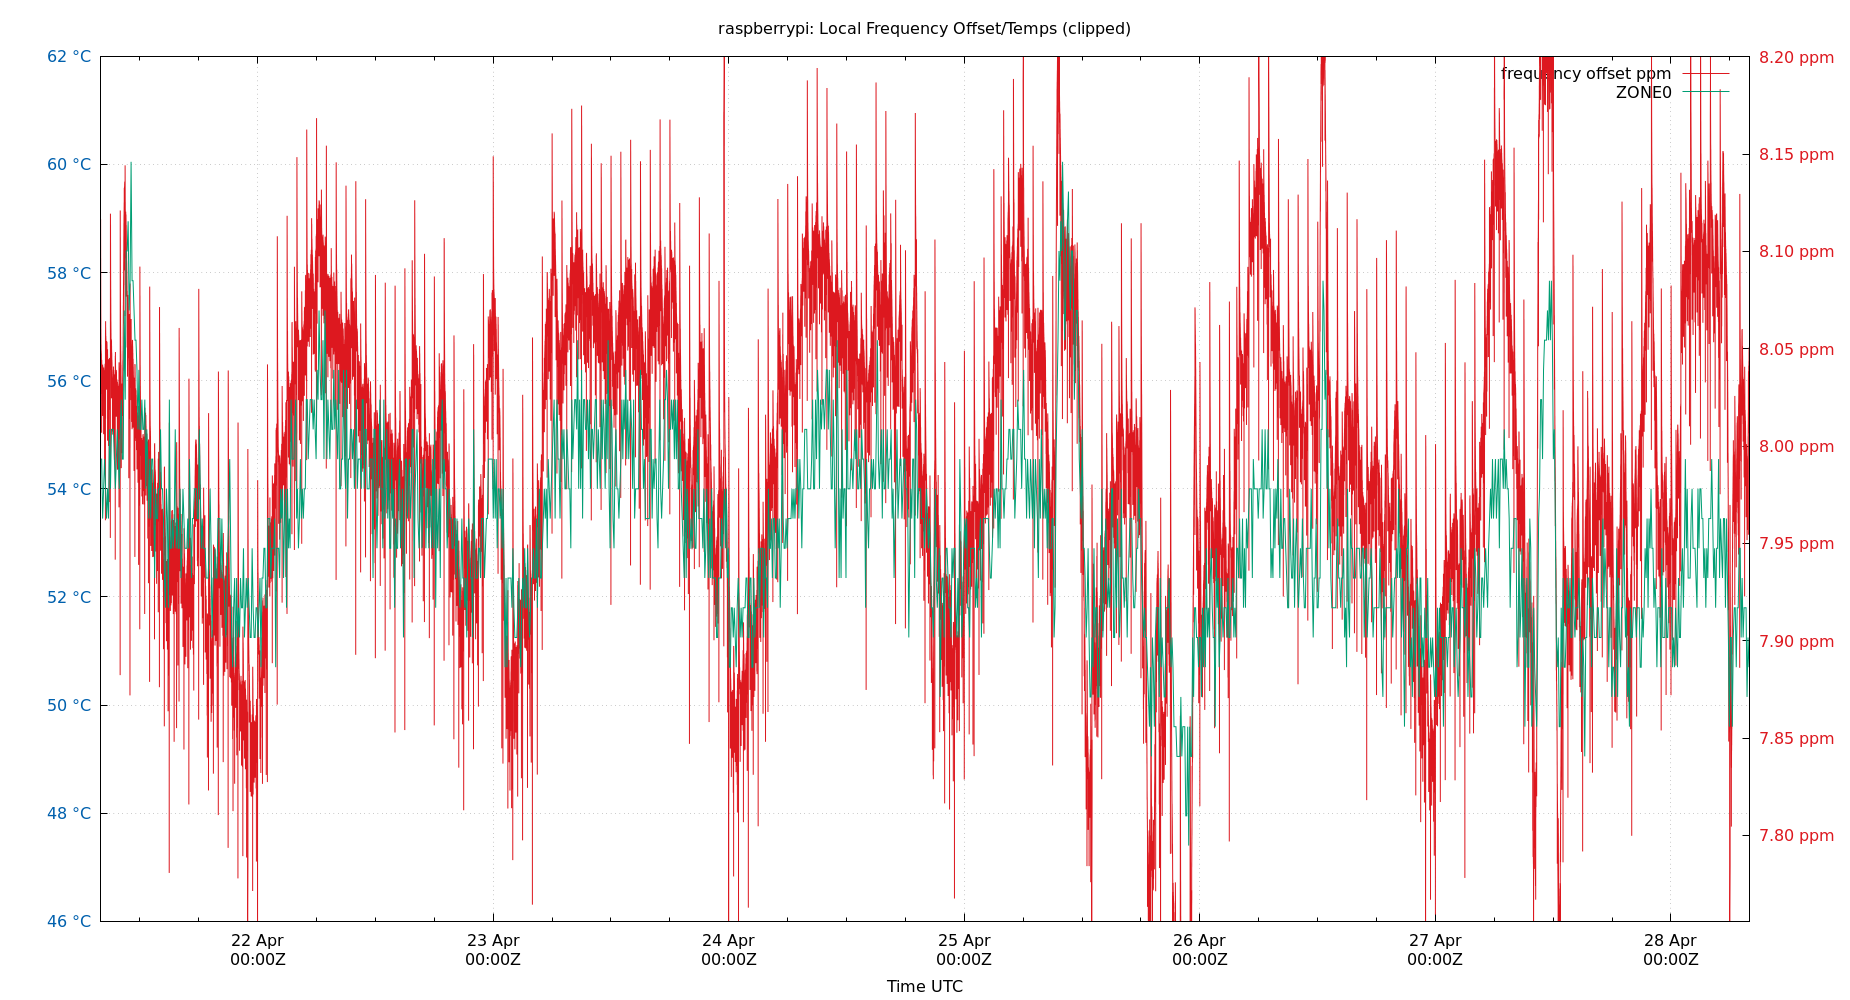 raspberrypi: Local Frequency Offset/Temps (clipped)
62 °C
60 °C
58 °C
56 °C
54 °C
52 °C
50 °C
48 °C
46 °C
8.20 ppm
8.15 ppm
8.10 ppm
8.05 ppm
8.00 ppm
7.95 ppm
7.90 ppm
7.85 ppm
7.80 ppm
frequency offset ppm
ZONE0
22 Apr
00:00Z
23 Apr
00:00Z
24 Apr
00:00Z
25 Apr
00:00Z
26 Apr
00:00Z
27 Apr
00:00Z
28 Apr
00:00Z
Time UTC